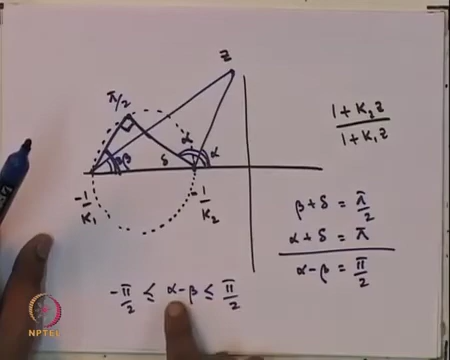 z
π/2
α
α
β
β
δ
-1/K₁
-1/K₂
1+K₂z
1+K₁z
β+δ = π/2
α+δ = π
α-β = π/2
-π/2 ≤ α-β ≤ π/2
NPTEL